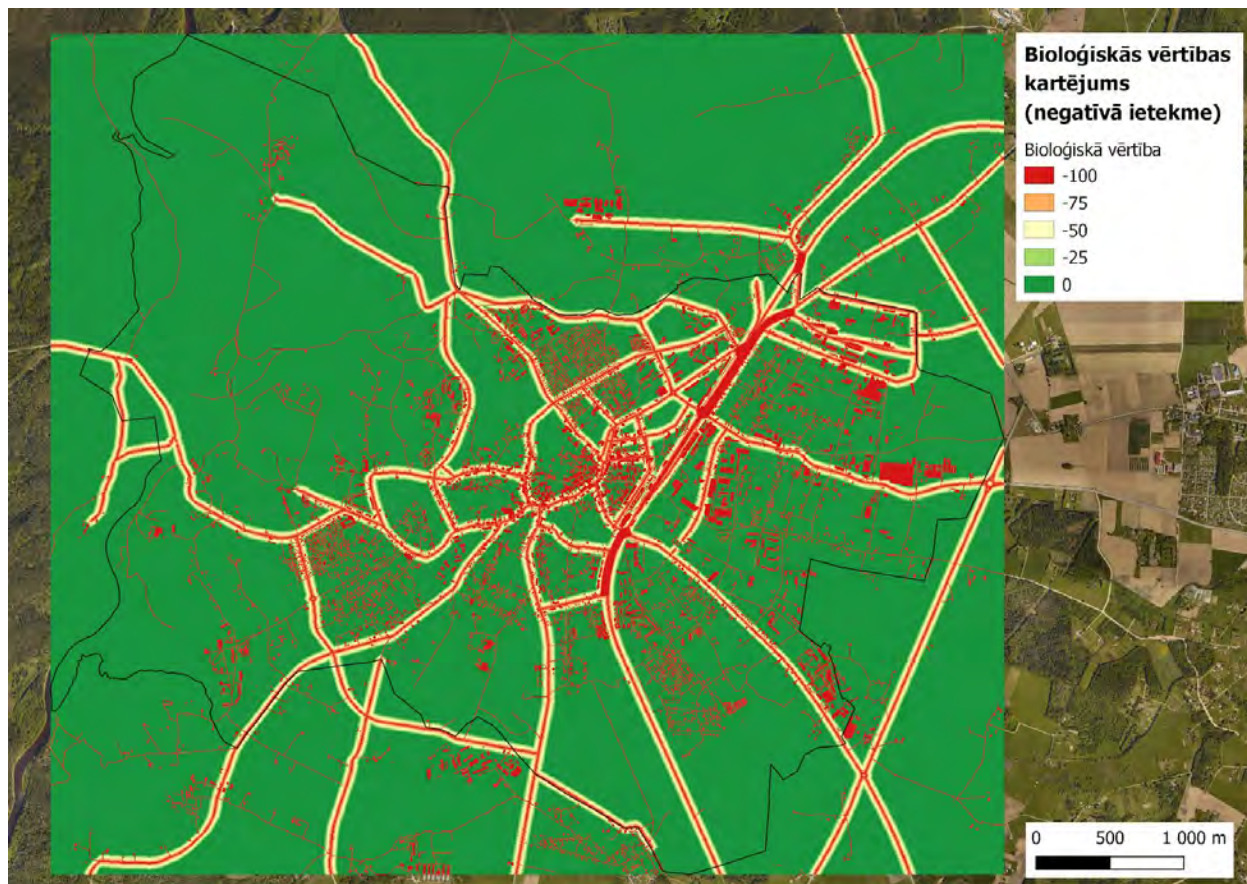 Bioloģiskās vērtības
kartējums
(negatīvā ietekme)
Bioloģiskā vērtība
-100
-75
-50
-25
0
0 500 1 000 m